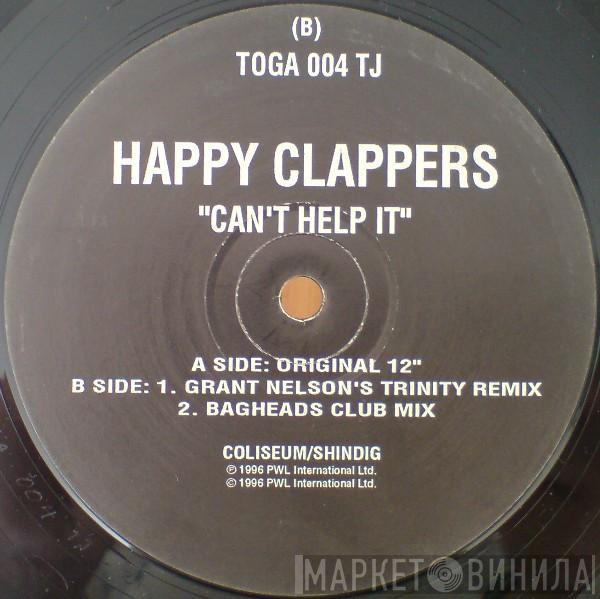 (B)
TOGA 004 TJ
HAPPY CLAPPERS
"CAN'T HELP IT"
A SIDE: ORIGINAL 12"
B SIDE: 1. GRANT NELSON'S TRINITY REMIX
2. BAGHEADS CLUB MIX
COLISEUM/SHINDIG
℗ 1996 PWL International Ltd.
© 1996 PWL International Ltd.
МАРКЕТ ВИНИЛА